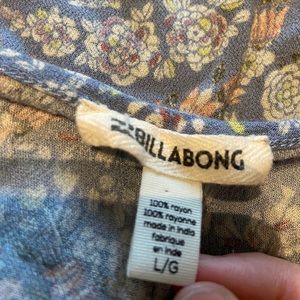 BILLABONG
100% rayon
100% rayonne
made in india
fabriqué
en inde
L/G